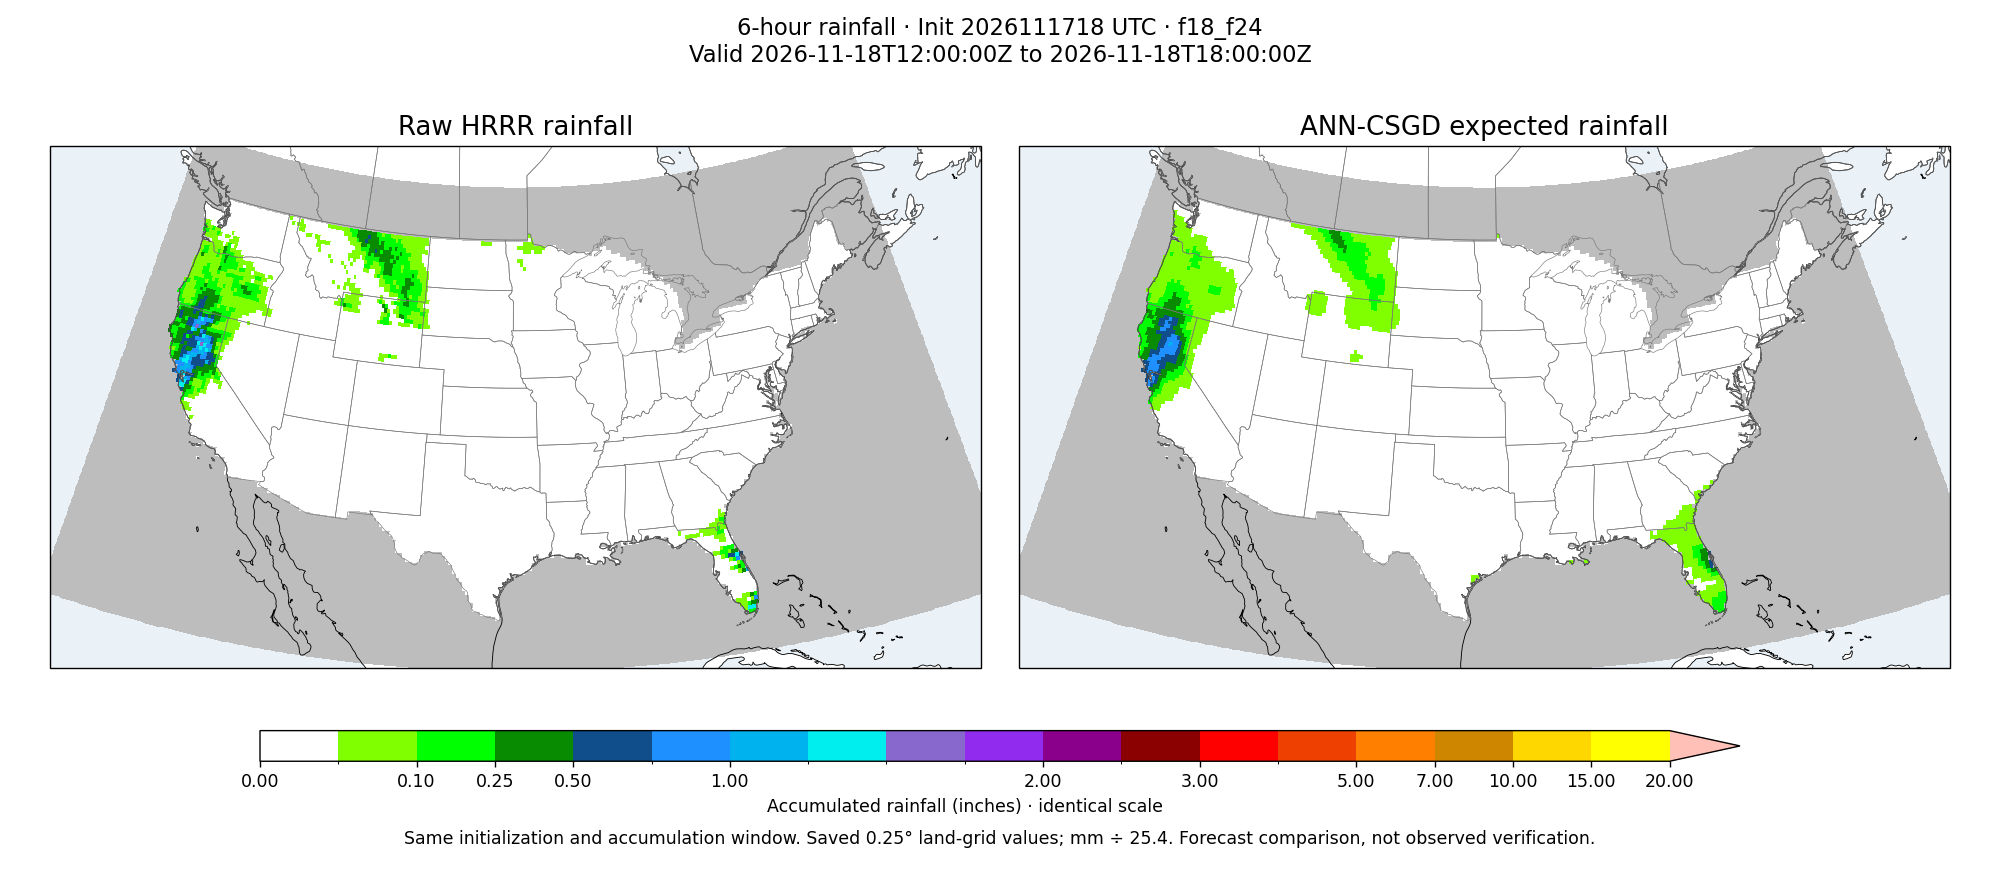 6-hour rainfall · Init 2026111718 UTC · f18_f24
Valid 2026-11-18T12:00:00Z to 2026-11-18T18:00:00Z
Raw HRRR rainfall
ANN-CSGD expected rainfall
0.00 0.10 0.25 0.50 1.00 2.00 3.00 5.00 7.00 10.00 15.00 20.00
Accumulated rainfall (inches) · identical scale
Same initialization and accumulation window. Saved 0.25° land-grid values; mm ÷ 25.4. Forecast comparison, not observed verification.